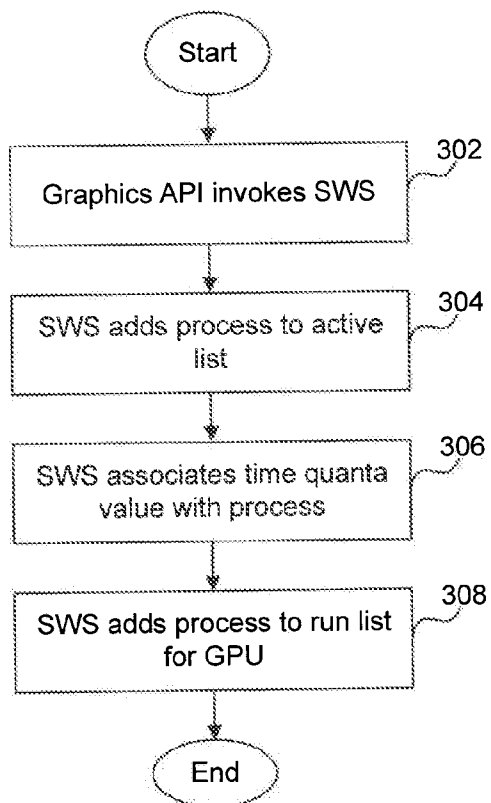 Start
302
Graphics API invokes SWS
304
SWS adds process to active
list
306
SWS associates time quanta
value with process
308
SWS adds process to run list
for GPU
End